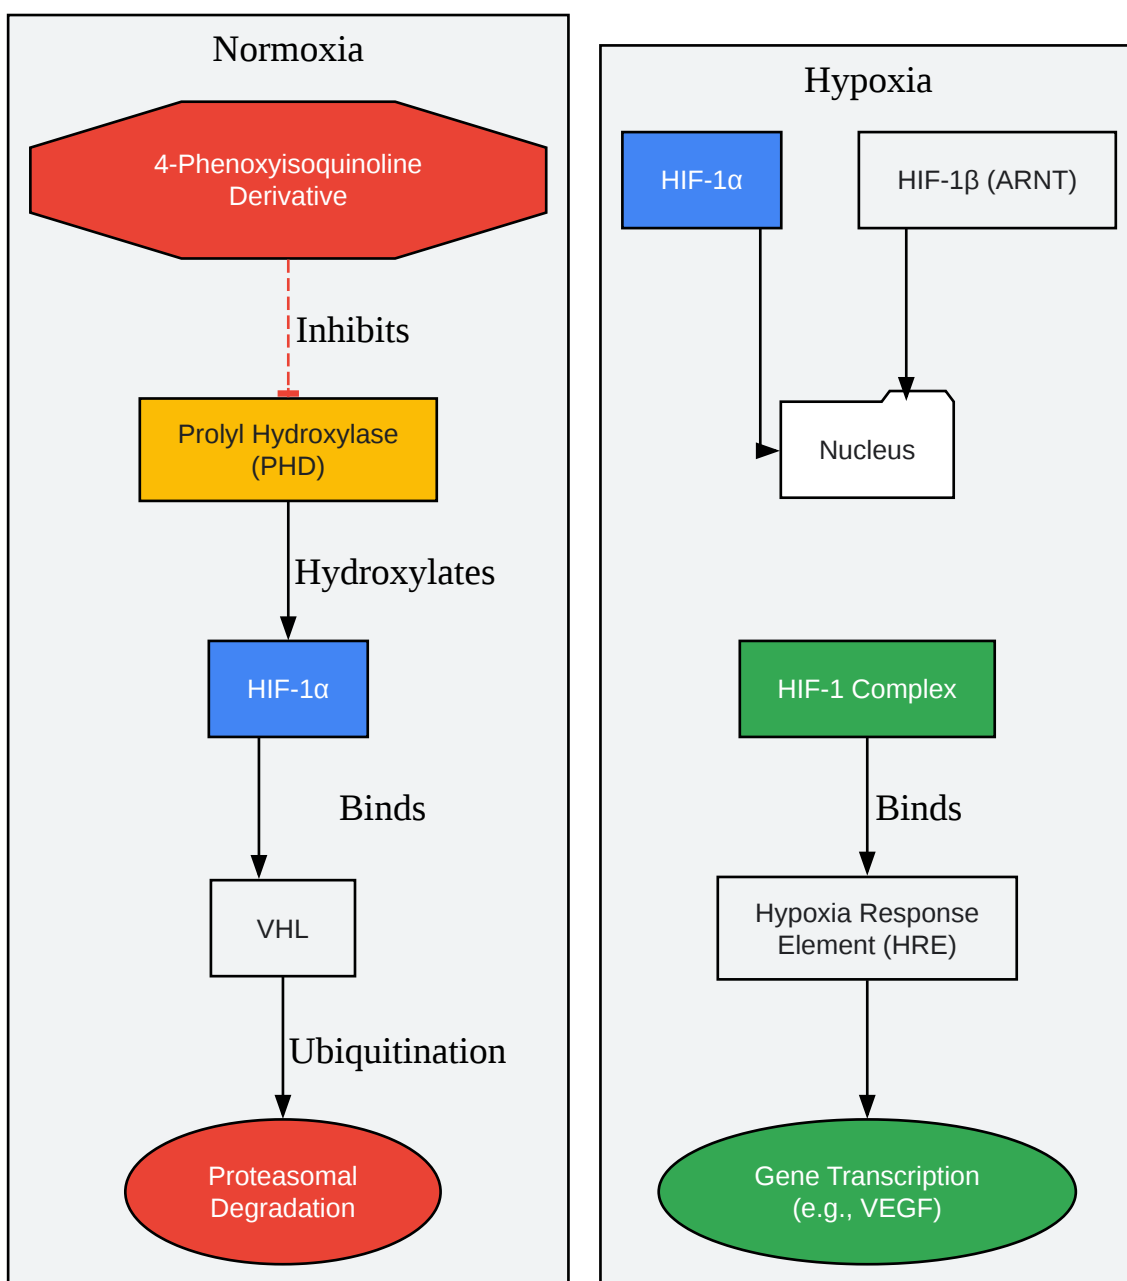 Normoxia
4-Phenoxyisoquinoline
Derivative
Inhibits
Prolyl Hydroxylase
(PHD)
Hydroxylates
HIF-1α
Binds
VHL
Ubiquitination
Proteasomal
Degradation
Hypoxia
HIF-1α
HIF-1β (ARNT)
Nucleus
HIF-1 Complex
Binds
Hypoxia Response
Element (HRE)
Gene Transcription
(e.g., VEGF)